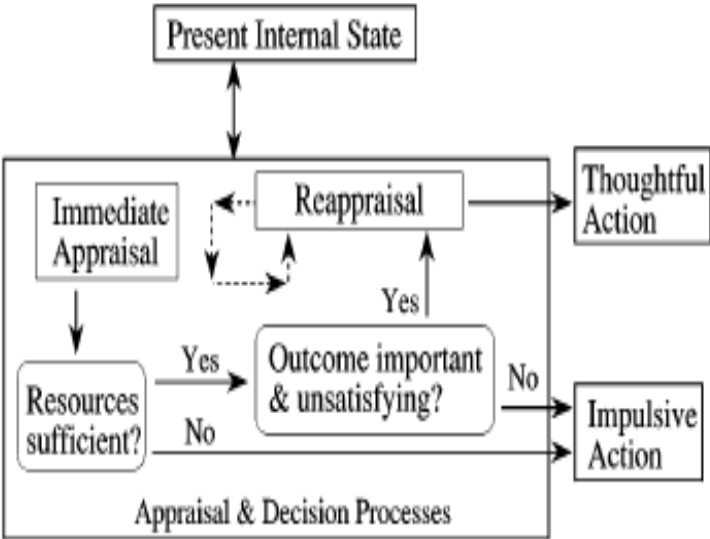 Present Internal State
Immediate
Appraisal
Reappraisal
Thoughtful
Action
Yes
Resources
sufficient?
Yes
No
Outcome important
& unsatisfying?
No
Impulsive
Action
Appraisal & Decision Processes